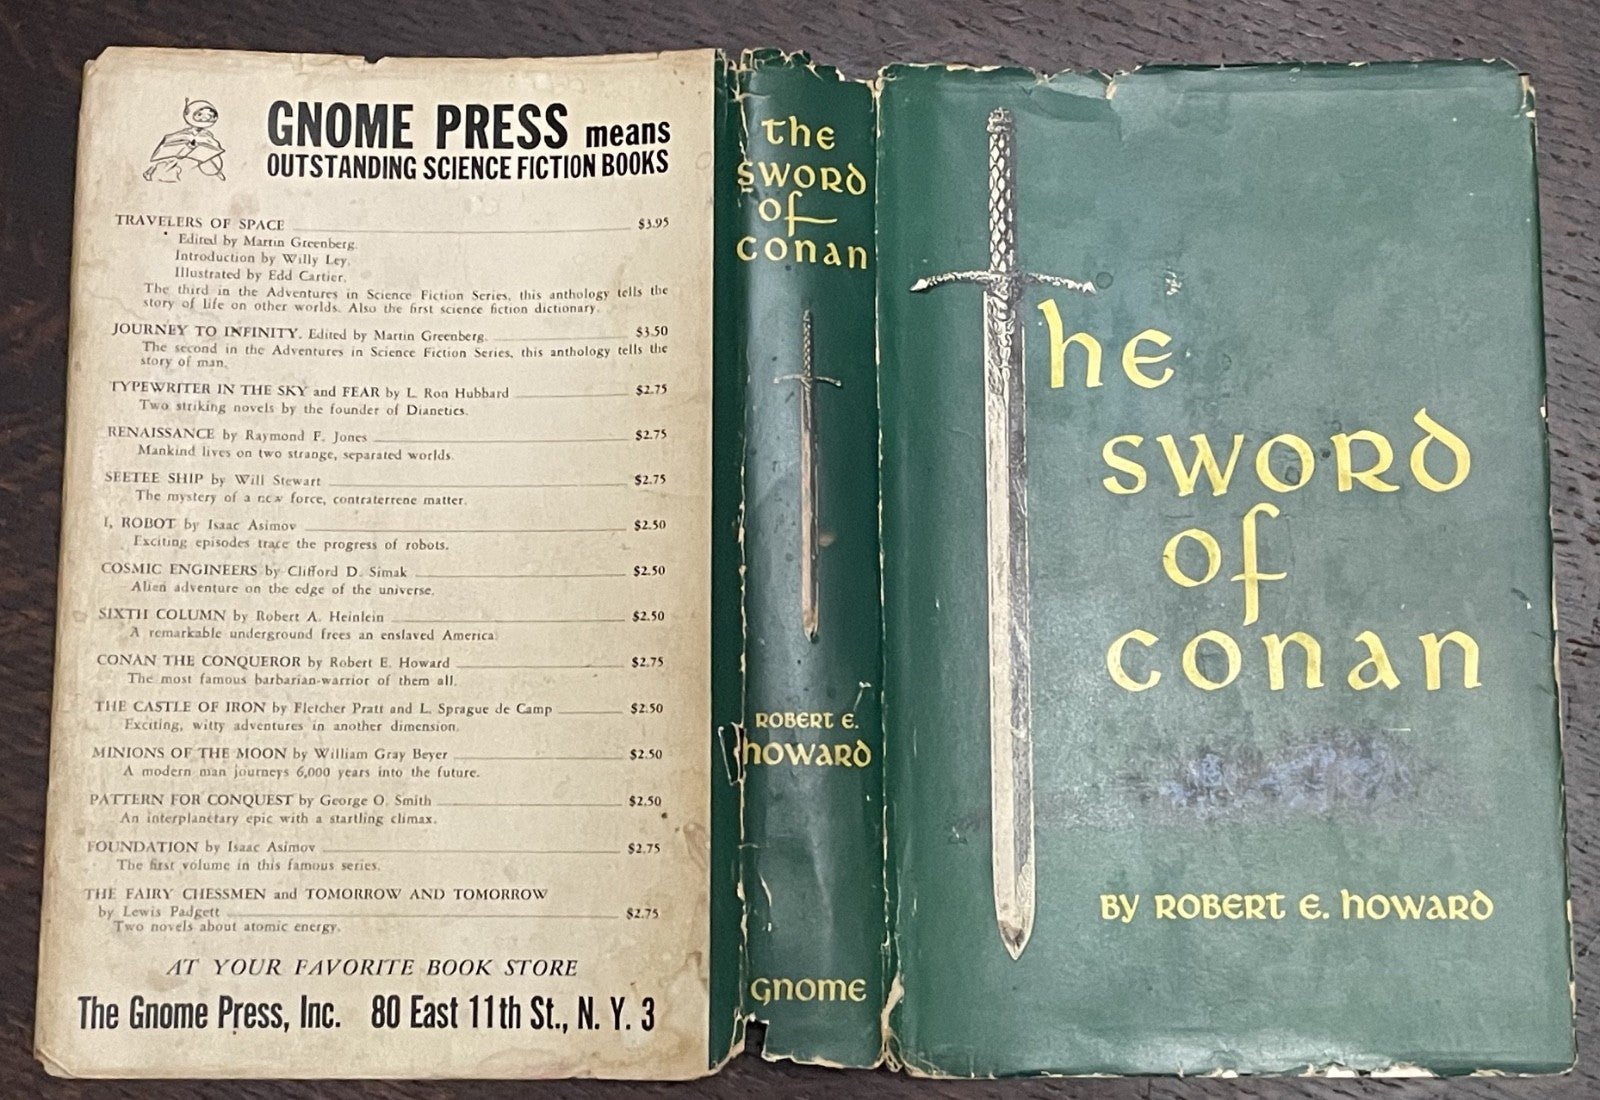 GNOME PRESS means
OUTSTANDING SCIENCE FICTION BOOKS
TRAVELERS OF SPACE $3.95
Edited by Martin Greenberg.
Introduction by Willy Ley.
Illustrated by Edd Cartier.
The third in the Adventures in Science Fiction Series, this anthology tells the
story of life on other worlds. Also the first science fiction dictionary.
JOURNEY TO INFINITY. Edited by Martin Greenberg. $3.50
The second in the Adventures in Science Fiction Series, this anthology tells the
story of man.
TYPEWRITER IN THE SKY and FEAR by L. Ron Hubbard $2.75
Two striking novels by the founder of Dianetics.
RENAISSANCE by Raymond F. Jones $2.75
Mankind lives on two strange, separated worlds.
SEETEE SHIP by Will Stewart $2.75
The mystery of a new force, contraterrene matter.
I, ROBOT by Isaac Asimov $2.50
Exciting episodes trace the progress of robots.
COSMIC ENGINEERS by Clifford D. Simak $2.50
Alien adventure on the edge of the universe.
SIXTH COLUMN by Robert A. Heinlein $2.50
A remarkable underground frees an enslaved America.
CONAN THE CONQUEROR by Robert E. Howard $2.75
The most famous barbarian-warrior of them all.
THE CASTLE OF IRON by Fletcher Pratt and L. Sprague de Camp $2.50
Exciting, witty adventures in another dimension.
MINIONS OF THE MOON by William Gray Beyer $2.50
A modern man journeys 6,000 years into the future.
PATTERN FOR CONQUEST by George O. Smith $2.50
An interplanetary epic with a startling climax.
FOUNDATION by Isaac Asimov $2.75
The first volume in this famous series.
THE FAIRY CHESSMEN and TOMORROW AND TOMORROW
by Lewis Padgett $2.75
Two novels about atomic energy.
AT YOUR FAVORITE BOOK STORE
The Gnome Press, Inc. 80 East 11th St., N. Y. 3
the
sword
of
conan
Robert E.
Howard
gnome
The
sword
of
conan
By Robert E. Howard